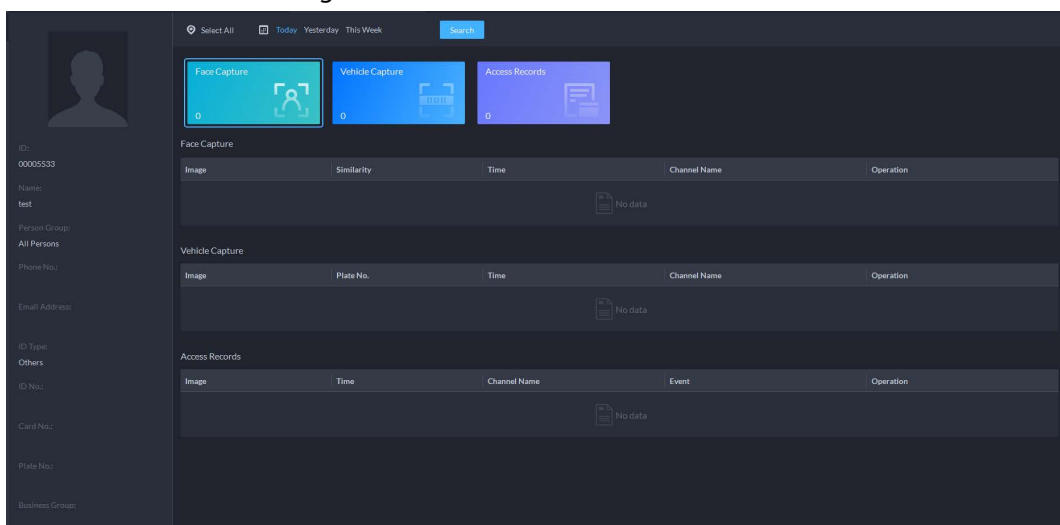 Select All Today Yesterday This Week Search
Face Capture Vehicle Capture Access Records
0 0 0
ID:
00005533
Name:
test
Person Group:
All Persons
Phone No.:
Email Address:
ID Type:
Others
ID No.:
Card No.:
Plate No.:
Business Group:
Face Capture
Image Similarity Time Channel Name Operation
No data
Vehicle Capture
Image Plate No. Time Channel Name Operation
No data
Access Records
Image Time Channel Name Event Operation
No data